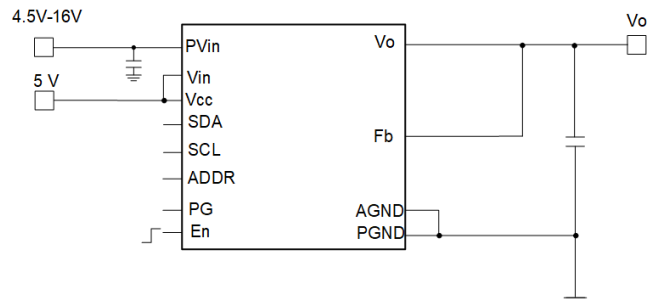 4.5V-16V
Vo
PVin
Vo
Vin
5 V
Vcc
SDA
Fb
SCL
ADDR
PG
AGND
En
PGND